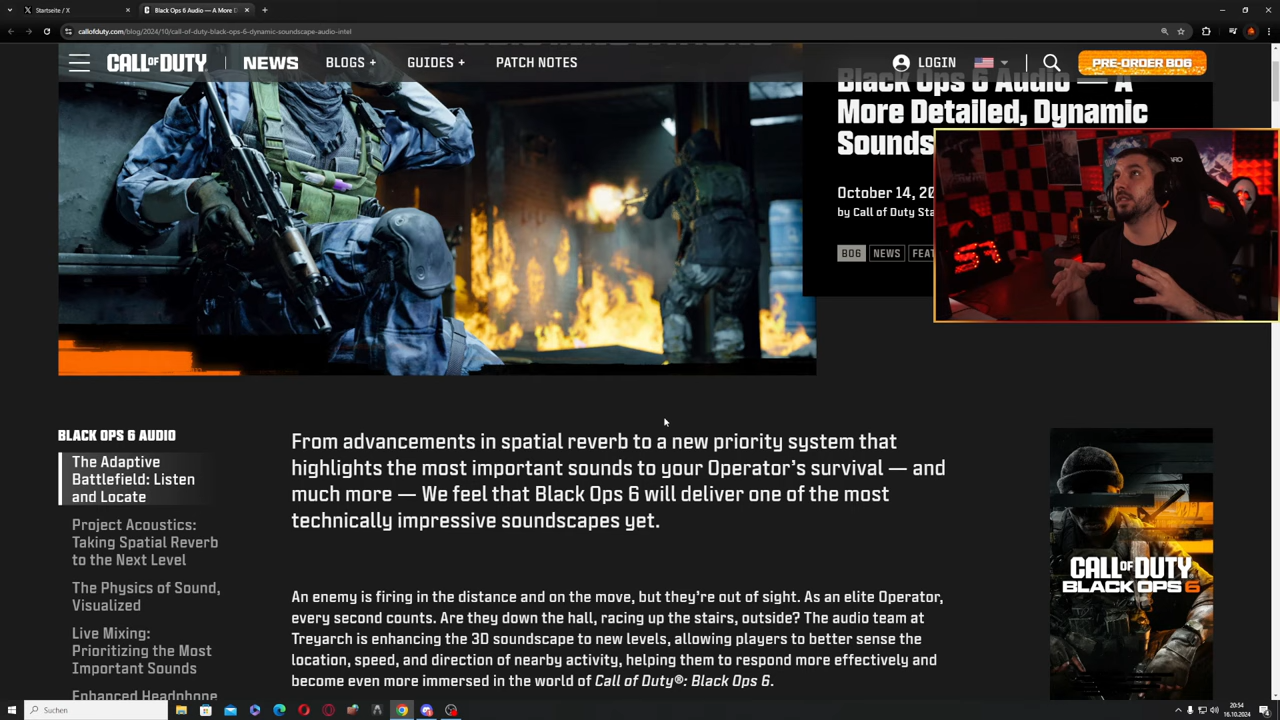 Startseite / X
Black Ops 6 Audio — A More D
callofduty.com/blog/2024/10/call-of-duty-black-ops-6-dynamic-soundscape-audio-intel
CALL OF DUTY
NEWS
BLOGS +
GUIDES +
PATCH NOTES
LOGIN
PRE-ORDER BO6
Black Ops 6 Audio — A
More Detailed, Dynamic
Sounds
October 14, 20
by Call of Duty Sta
BO6
NEWS
FEAT
BLACK OPS 6 AUDIO
The Adaptive
Battlefield: Listen
and Locate
Project Acoustics:
Taking Spatial Reverb
to the Next Level
The Physics of Sound,
Visualized
Live Mixing:
Prioritizing the Most
Important Sounds
Enhanced Headphone
From advancements in spatial reverb to a new priority system that
highlights the most important sounds to your Operator's survival — and
much more — We feel that Black Ops 6 will deliver one of the most
technically impressive soundscapes yet.
An enemy is firing in the distance and on the move, but they're out of sight. As an elite Operator,
every second counts. Are they down the hall, racing up the stairs, outside? The audio team at
Treyarch is enhancing the 3D soundscape to new levels, allowing players to better sense the
location, speed, and direction of nearby activity, helping them to respond more effectively and
become even more immersed in the world of Call of Duty®: Black Ops 6.
CALL OF DUTY
BLACK OPS 6
Suchen
20:54
16.10.2024